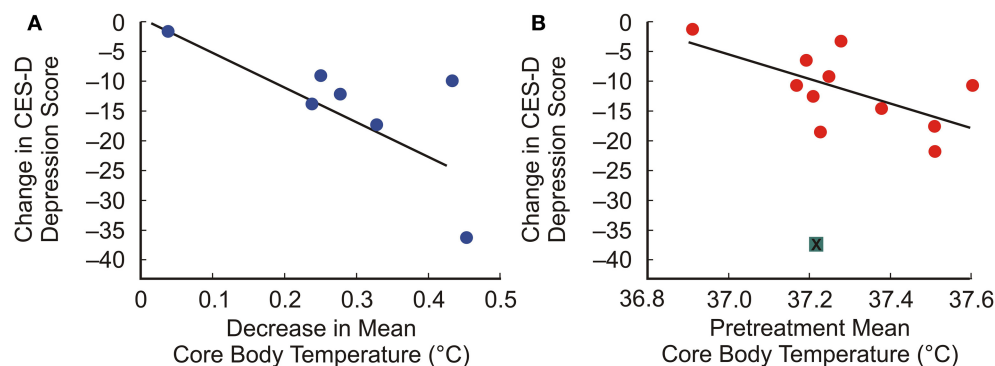 A
Change in CES-D
Depression Score
0
–5
–10
–15
–20
–25
–30
–35
–40
0
0.1
0.2
0.3
0.4
0.5
Decrease in Mean
Core Body Temperature (°C)
B
Change in CES-D
Depression Score
0
–5
–10
–15
–20
–25
–30
–35
–40
X
36.8
37.0
37.2
37.4
37.6
Pretreatment Mean
Core Body Temperature (°C)